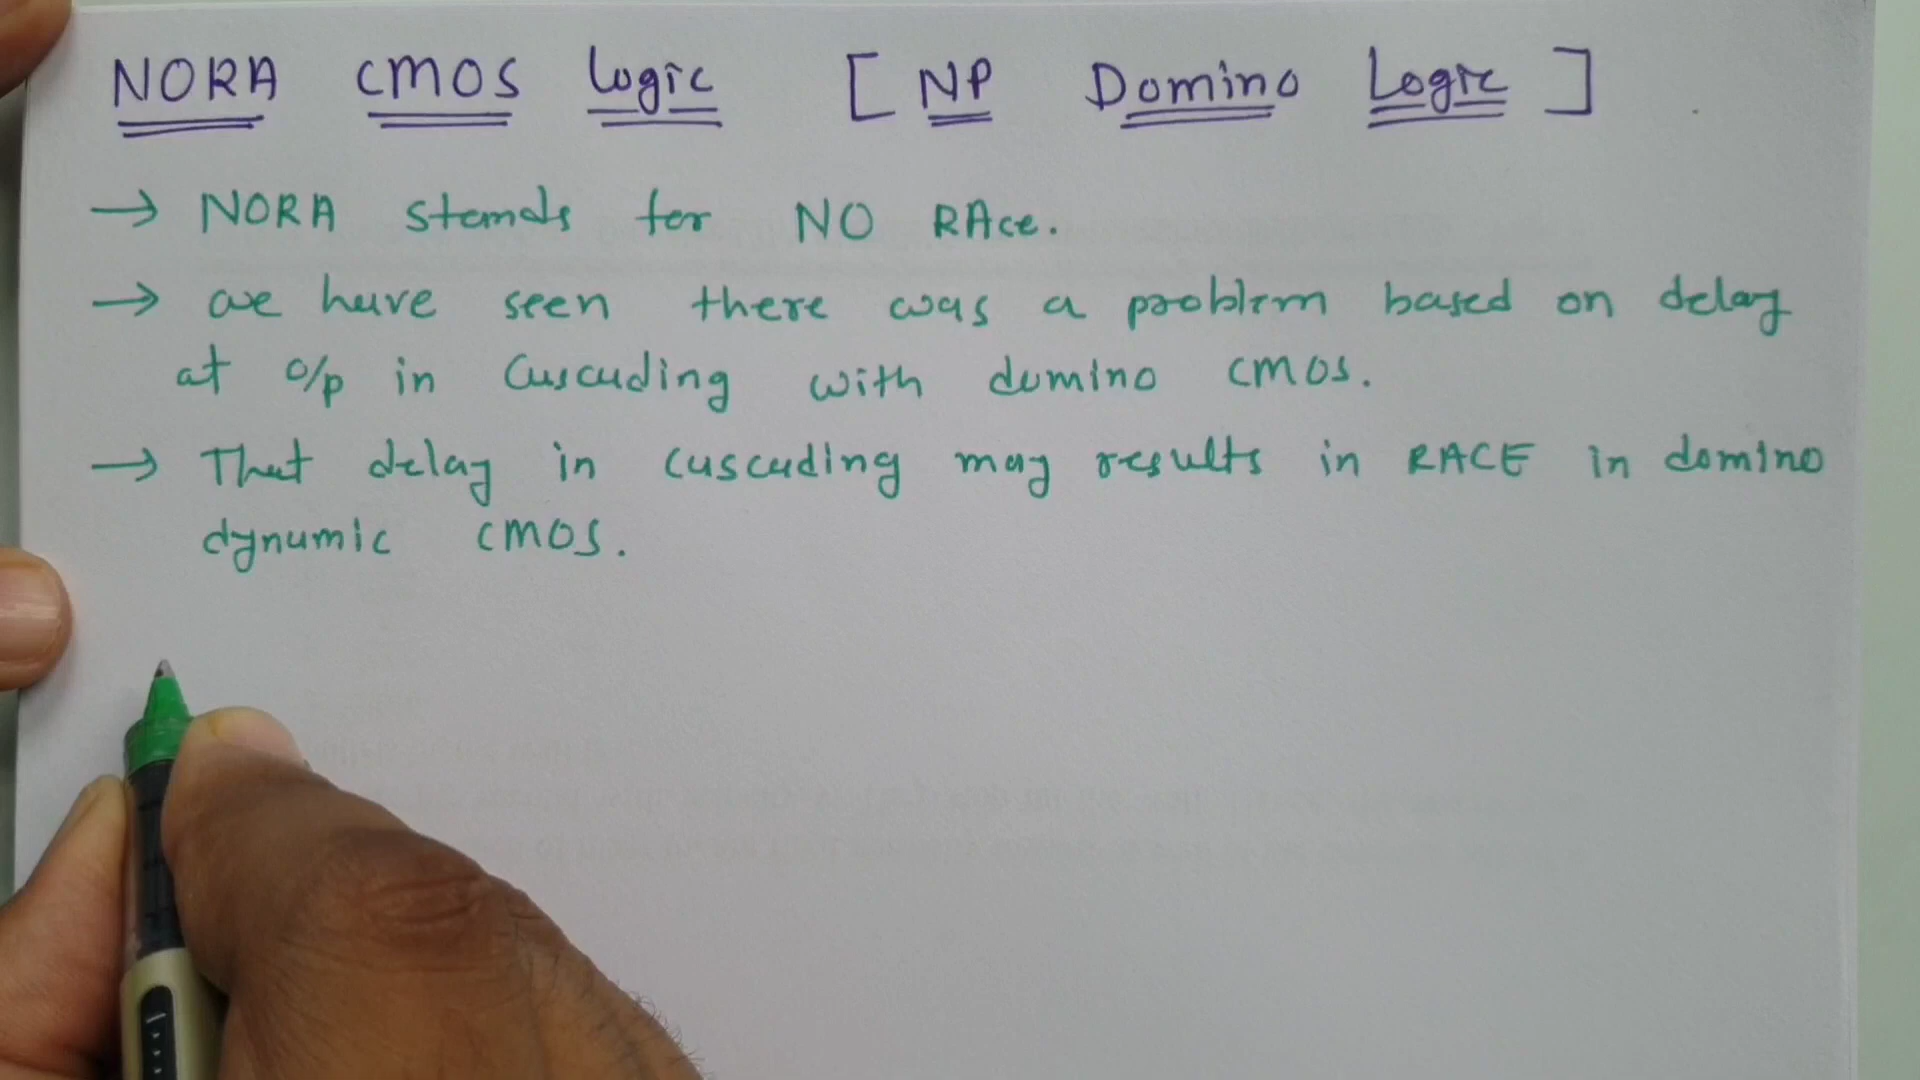 NORA CMOS Logic [ NP Domino Logic ]
→ NORA stands for NO RAce.
→ we have seen there was a problem based on delay
at o/p in Cascading with domino CMOS.
→ That delay in cascading may results in RACE in domino
dynamic CMOS.